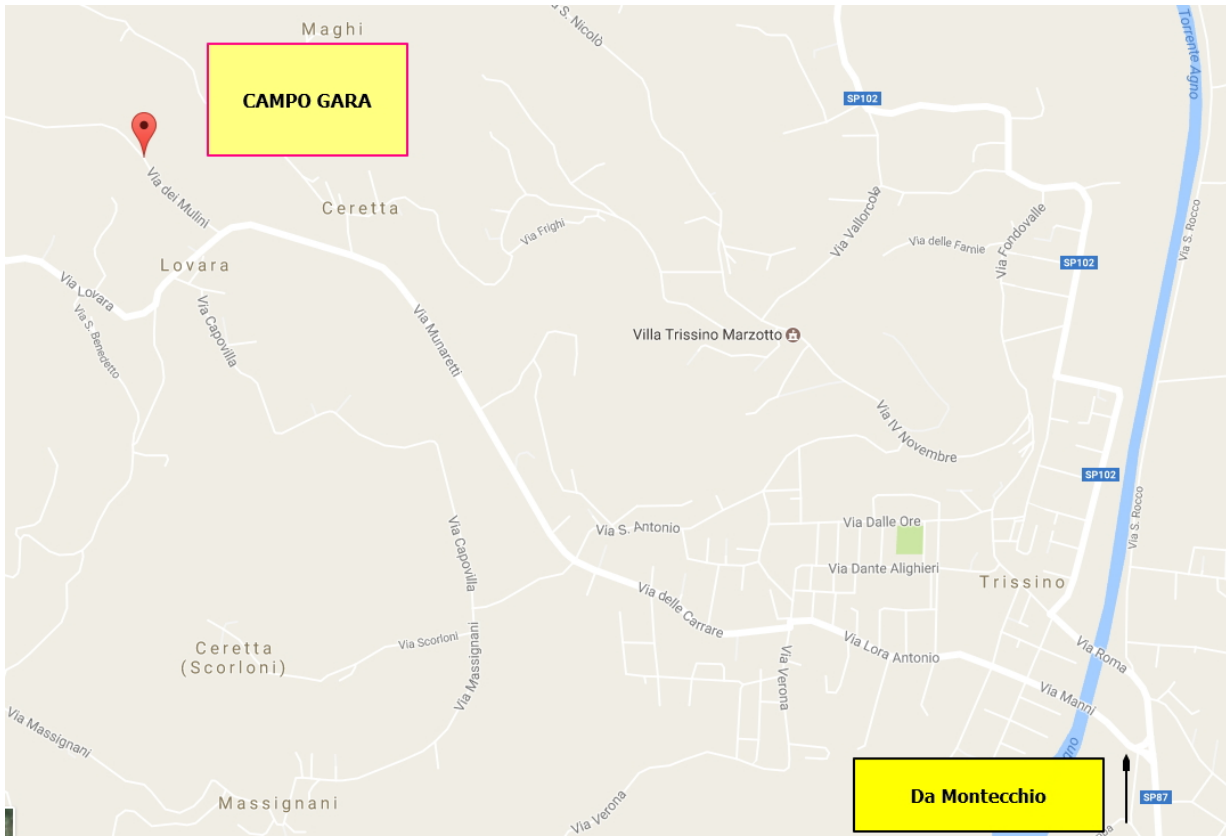 Maghi
Via S. Nicolò
Torrente Agno
CAMPO GARA
SP102
Via dei Mulini
Ceretta
Via Frighi
Via Vallorcola
Via Fondovalle
Via S. Rocco
Via delle Farnie
SP102
Lovara
Via Lovara
Via S. Benedetto
Via Capovilla
Via Munaretti
Villa Trissino Marzotto
Via IV Novembre
SP102
Via S. Rocco
Via S. Antonio
Via Dalle Ore
Via Dante Alighieri
Trissino
Via Capovilla
Via delle Carrare
Via Lora Antonio
Via Roma
Ceretta
(Scorloni)
Via Scorloni
Via Massignani
Via Verona
Via Manni
Via Massignani
Da Montecchio
SP87
Massignani
Via Verona